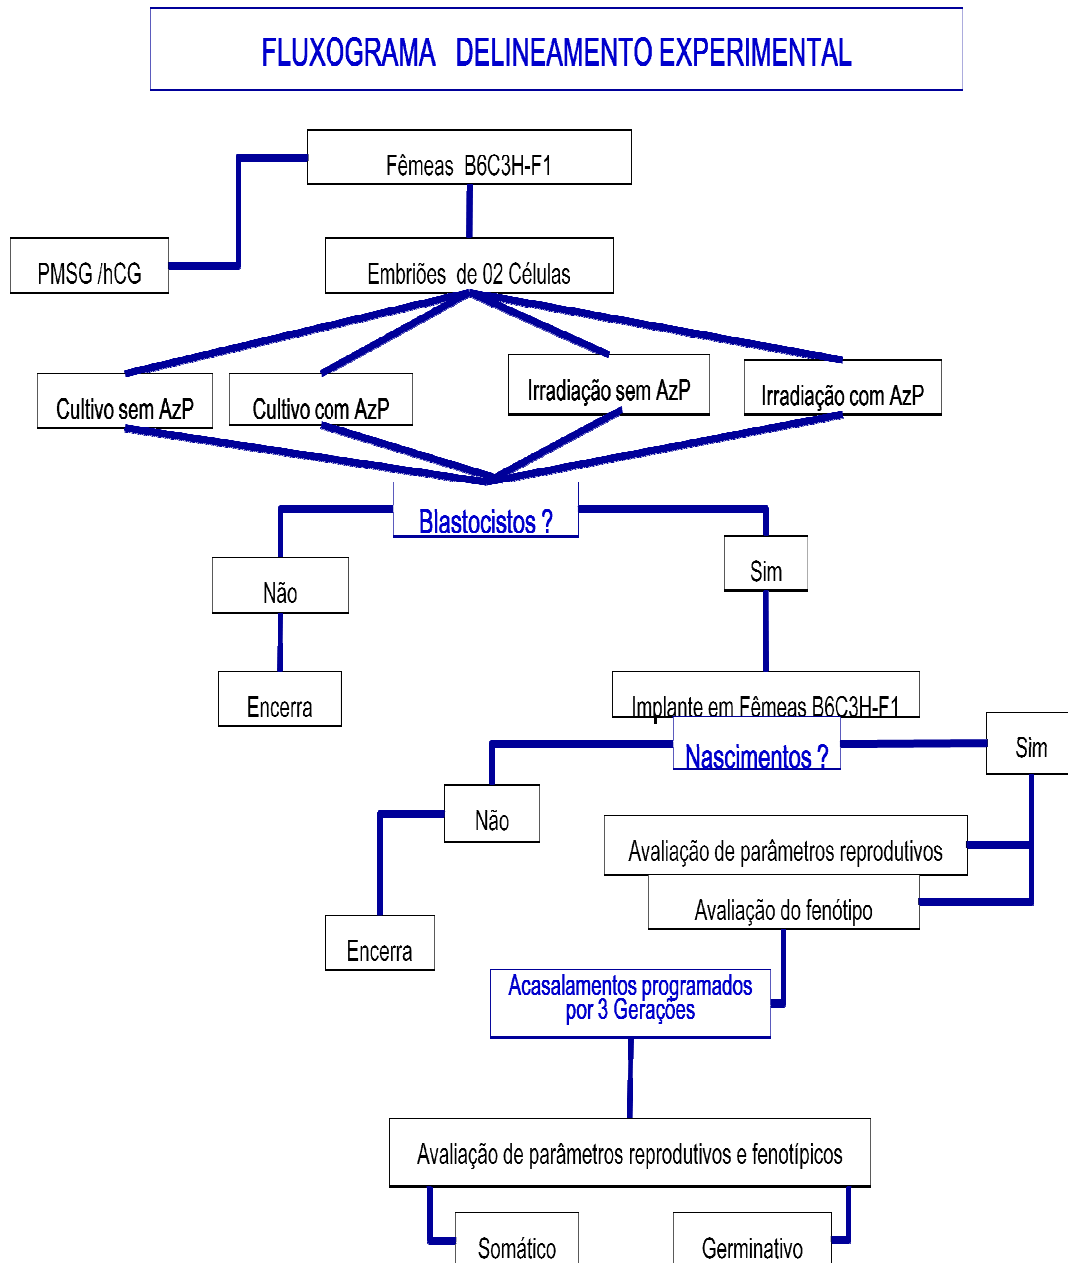 FLUXOGRAMA DELINEAMENTO EXPERIMENTAL
Fêmeas B6C3H-F1
PMSG /hCG
Embriões de 02 Células
Cultivo sem AzP
Cultivo com AzP
Irradiação sem AzP
Irradiação com AzP
Blastocistos ?
Não
Sim
Encerra
Implante em Fêmeas B6C3H-F1
Nascimentos ?
Sim
Não
Avaliação de parâmetros reprodutivos
Avaliação do fenótipo
Encerra
Acasalamentos programados
por 3 Gerações
Avaliação de parâmetros reprodutivos e fenotípicos
Somático
Germinativo